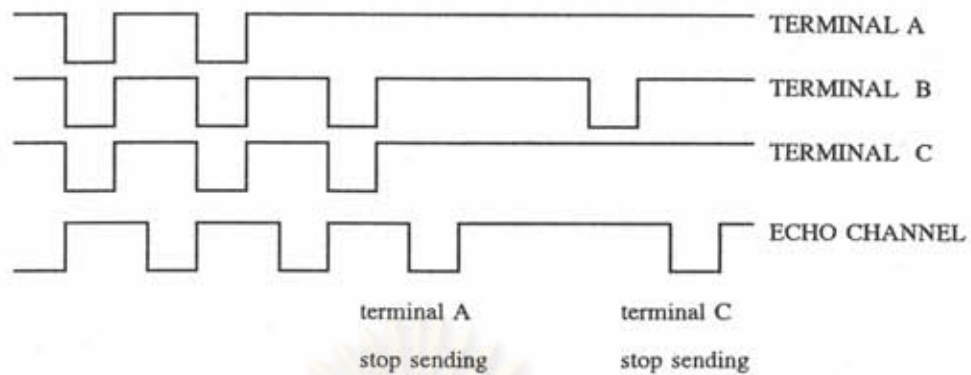 TERMINAL A
TERMINAL B
TERMINAL C
ECHO CHANNEL
terminal A
stop sending
terminal C
stop sending